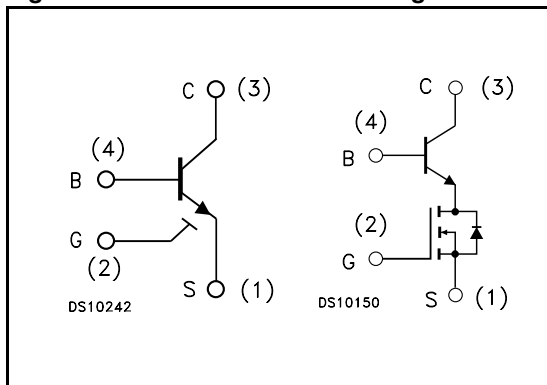 C (3)
(4)
B
G
(2)
S (1)
DS10242
C (3)
(4)
B
(2)
G
S (1)
DS10150